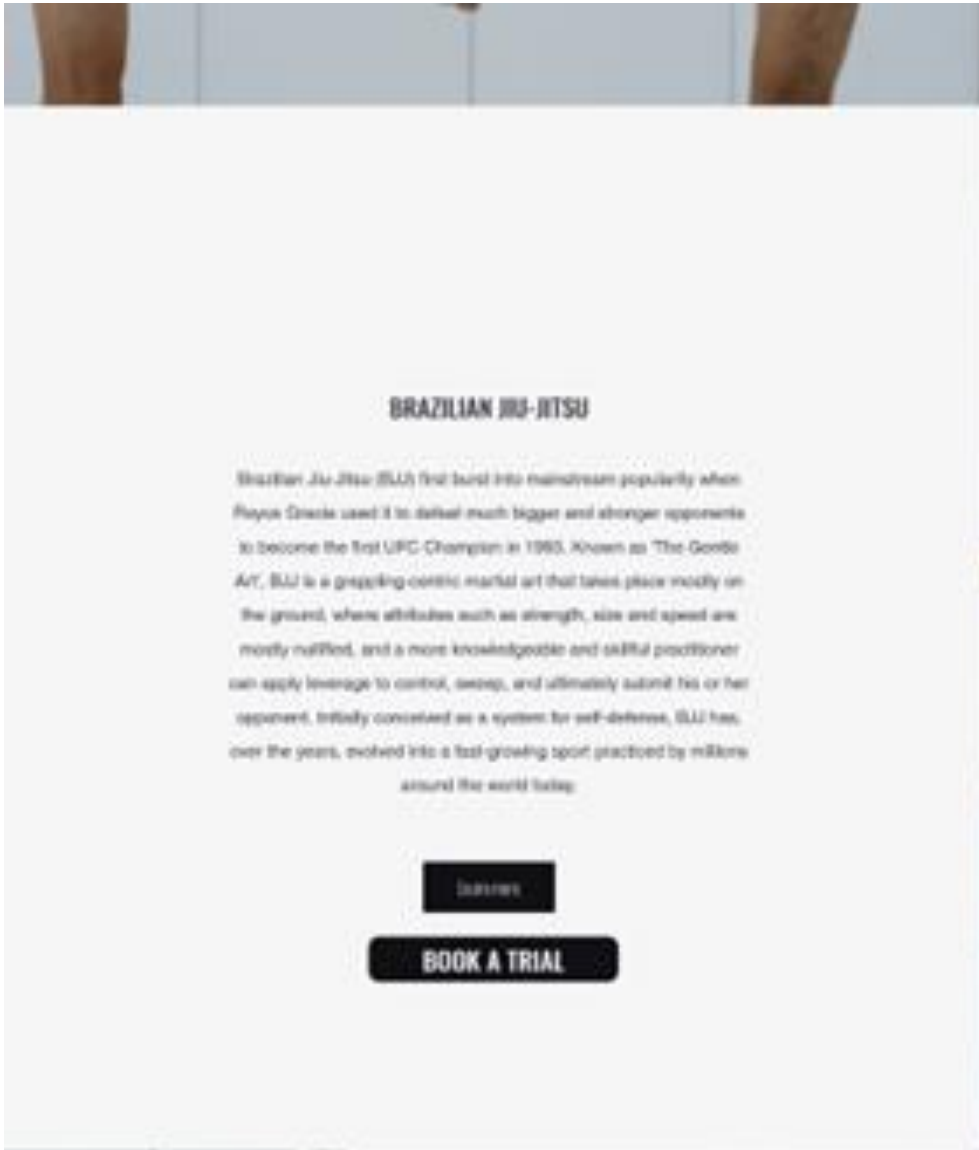 BRAZILIAN JIU-JITSU
Brazilian Jiu-Jitsu (BJJ) first burst into mainstream popularity when
Royce Gracie used it to defeat much bigger and stronger opponents
to become the first UFC Champion in 1993. Known as 'The Gentle
Art', BJJ is a grappling-centric martial art that takes place mostly on
the ground, where attributes such as strength, size and speed are
mostly nullified, and a more knowledgeable and skillful practitioner
can apply leverage to control, sweep, and ultimately submit his or her
opponent. Initially conceived as a system for self-defense, BJJ has,
over the years, evolved into a fast-growing sport practiced by millions
around the world today.
Learn more
BOOK A TRIAL